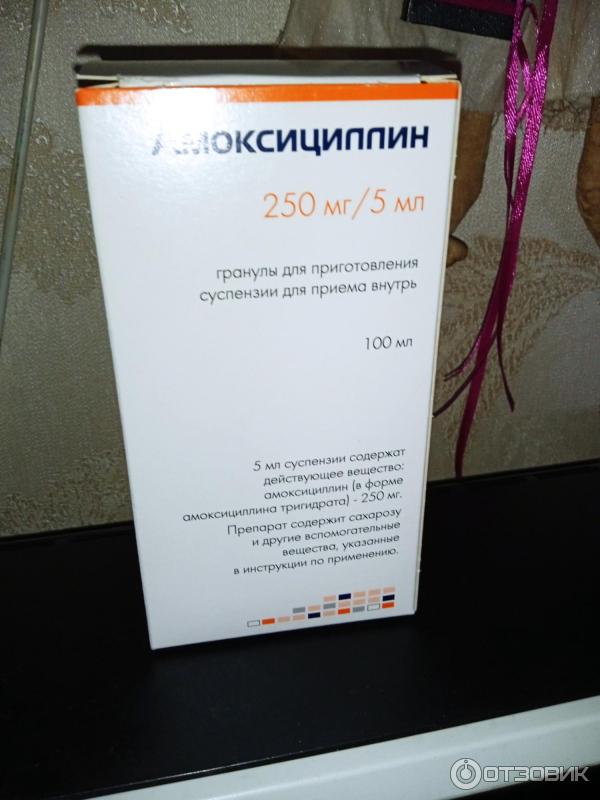 Амоксициллин
250 мг/5 мл
гранулы для приготовления
суспензии для приема внутрь
100 мл
5 мл суспензии содержат
действующее вещество:
амоксициллин (в форме
амоксициллина тригидрата) - 250 мг.
Препарат содержит сахарозу
и другие вспомогательные
вещества, указанные
в инструкции по применению.
ОТЗОВИК